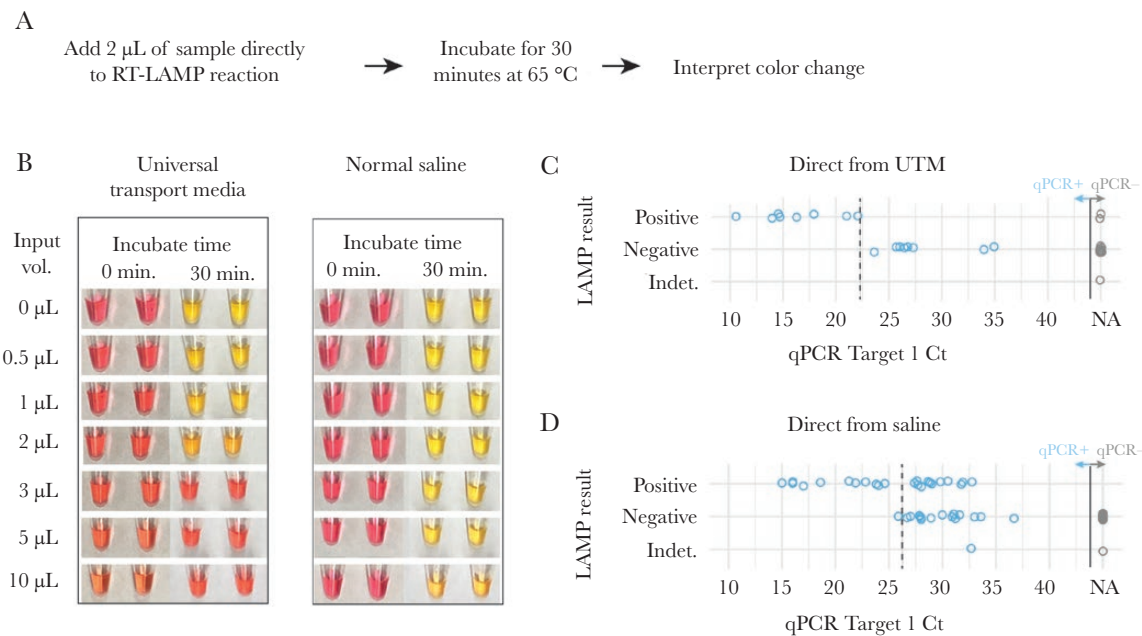 A
Add 2 μL of sample directly
to RT-LAMP reaction
Incubate for 30
minutes at 65 °C
Interpret color change
B
Universal
transport media
Normal saline
Input
vol.
Incubate time
0 min. 30 min.
Incubate time
0 min. 30 min.
0 μL
0.5 μL
1 μL
2 μL
3 μL
5 μL
10 μL
C
Direct from UTM
qPCR+ qPCR–
LAMP result
Positive
Negative
Indet.
10 15 20 25 30 35 40 NA
qPCR Target 1 Ct
D
Direct from saline
qPCR+ qPCR–
LAMP result
Positive
Negative
Indet.
10 15 20 25 30 35 40 NA
qPCR Target 1 Ct